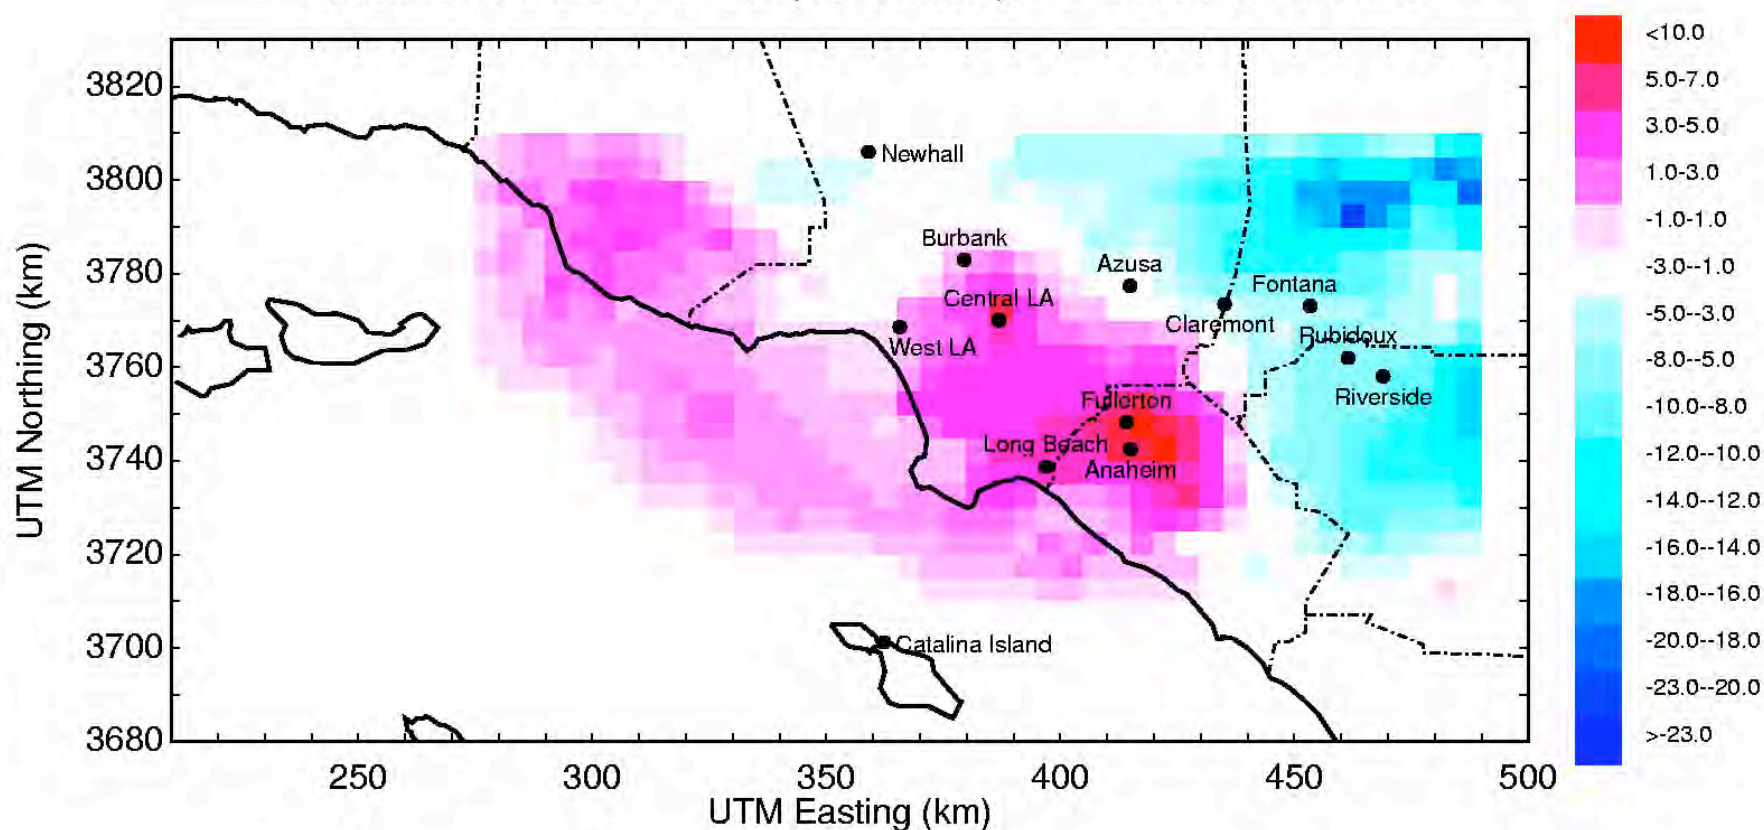 <10.0
3820
5.0-7.0
3.0-5.0
Newhall
3800
1.0-3.0
-1.0-1.0
Burbank
Azusa
-3.0--1.0
3780
Fontana
Central LA
-5.0--3.0
Claremont
Rubidoux
West LA
3760
-8.0--5.0
Riverside
Fullerton
-10.0--8.0
Long Beach
3740
-12.0--10.0
Anaheim
-14.0--12.0
3720
-16.0--14.0
-18.0--16.0
3700
Catalina Island
-20.0--18.0
-23.0--20.0
3680
>-23.0
UTM Northing (km)
250 300 350 400 450 500
UTM Easting (km)